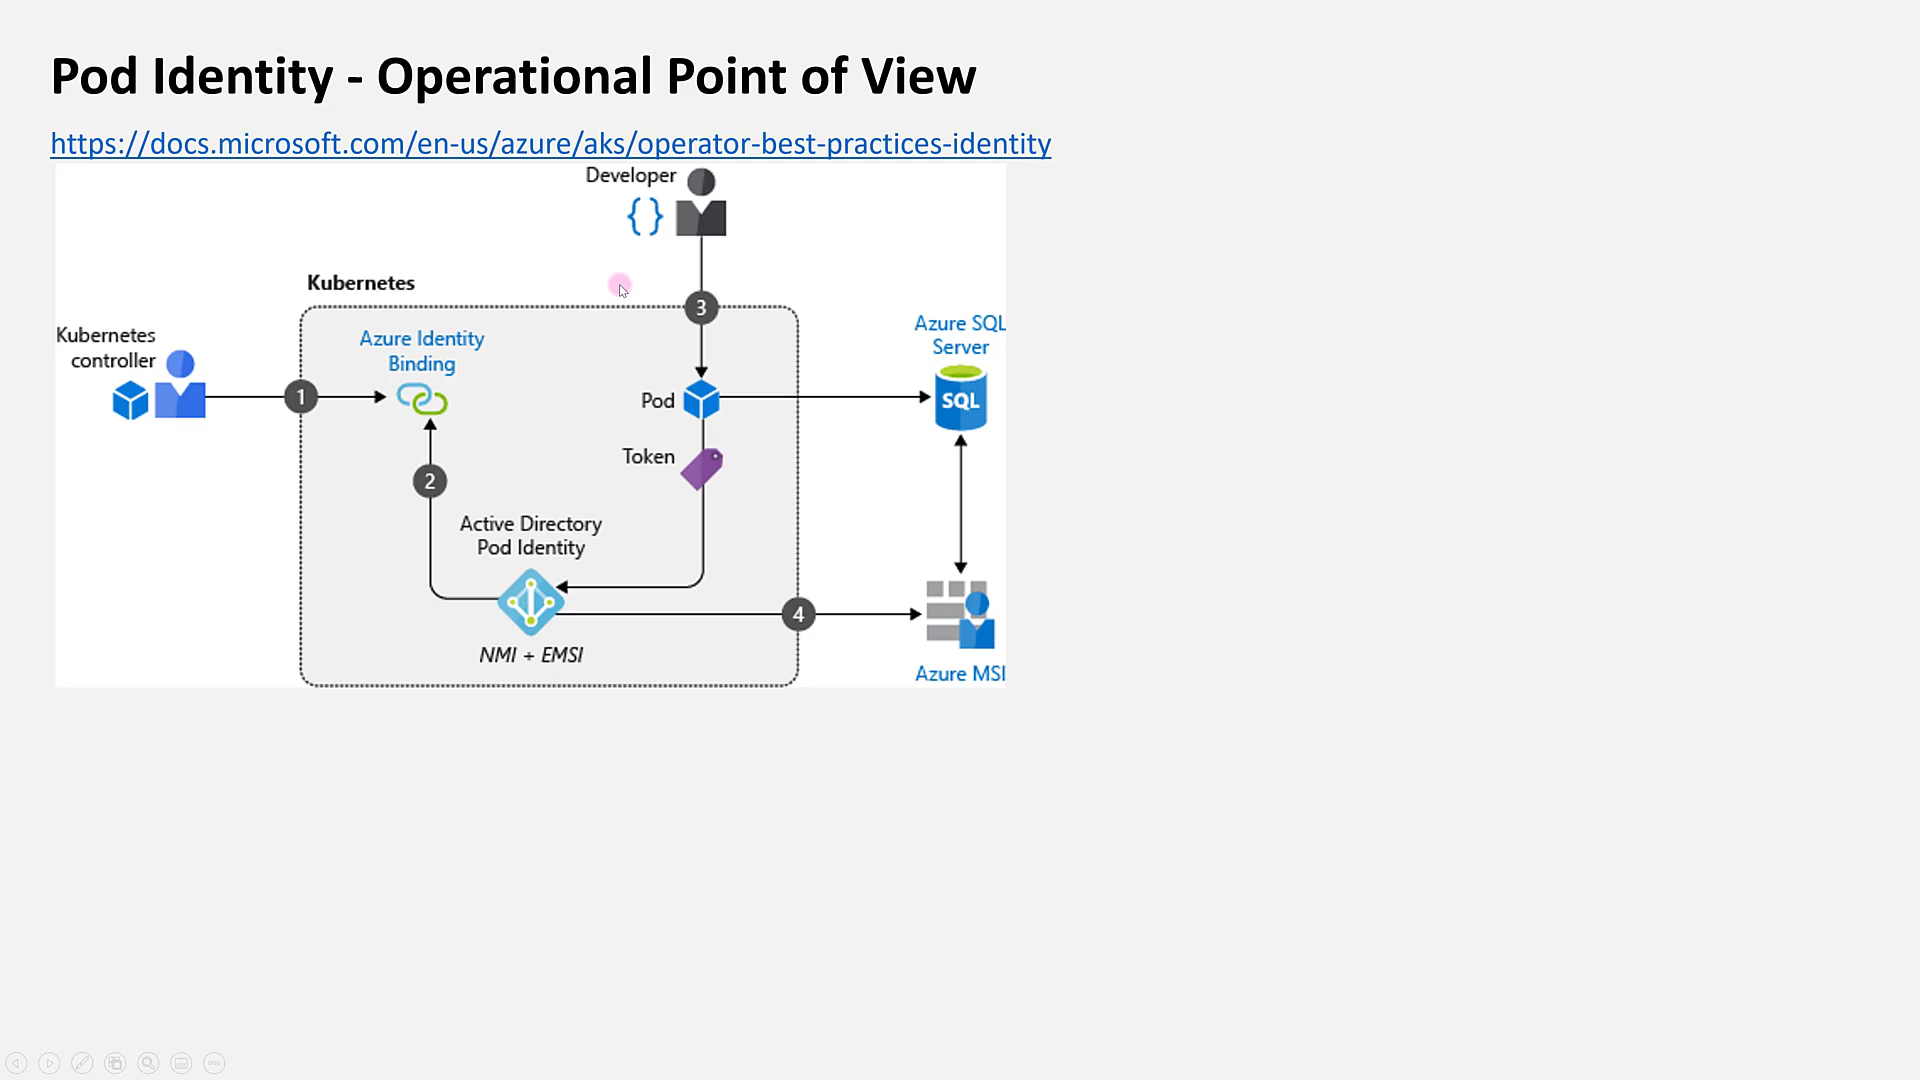 Pod Identity - Operational Point of View
https://docs.microsoft.com/en-us/azure/aks/operator-best-practices-identity
Developer
{ }
Kubernetes
3
Kubernetes
controller
Azure Identity
Binding
Azure SQL
Server
1
Pod
SQL
Token
2
Active Directory
Pod Identity
4
NMI + EMSI
Azure MSI